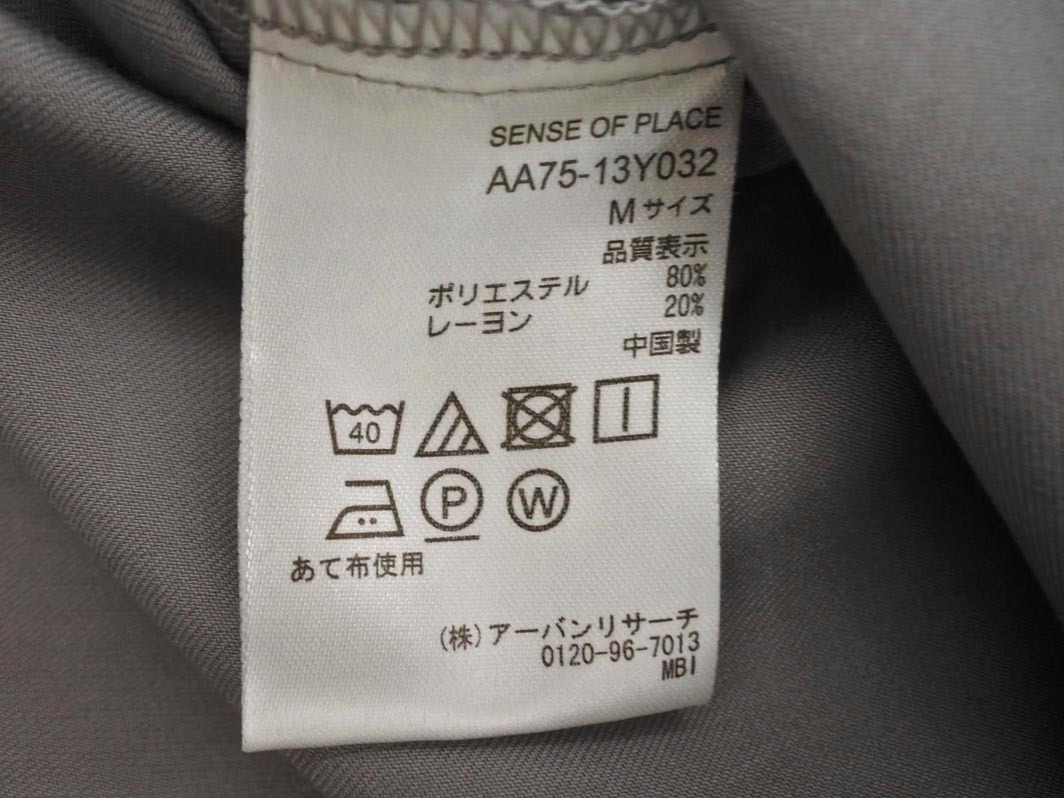 SENSE OF PLACE
AA75-13Y032
M サイズ
品質表示
ポリエステル 80%
レーヨン 20%
中国製
40
P W
あて布使用
(株)アーバンリサーチ
0120-96-7013
MBI